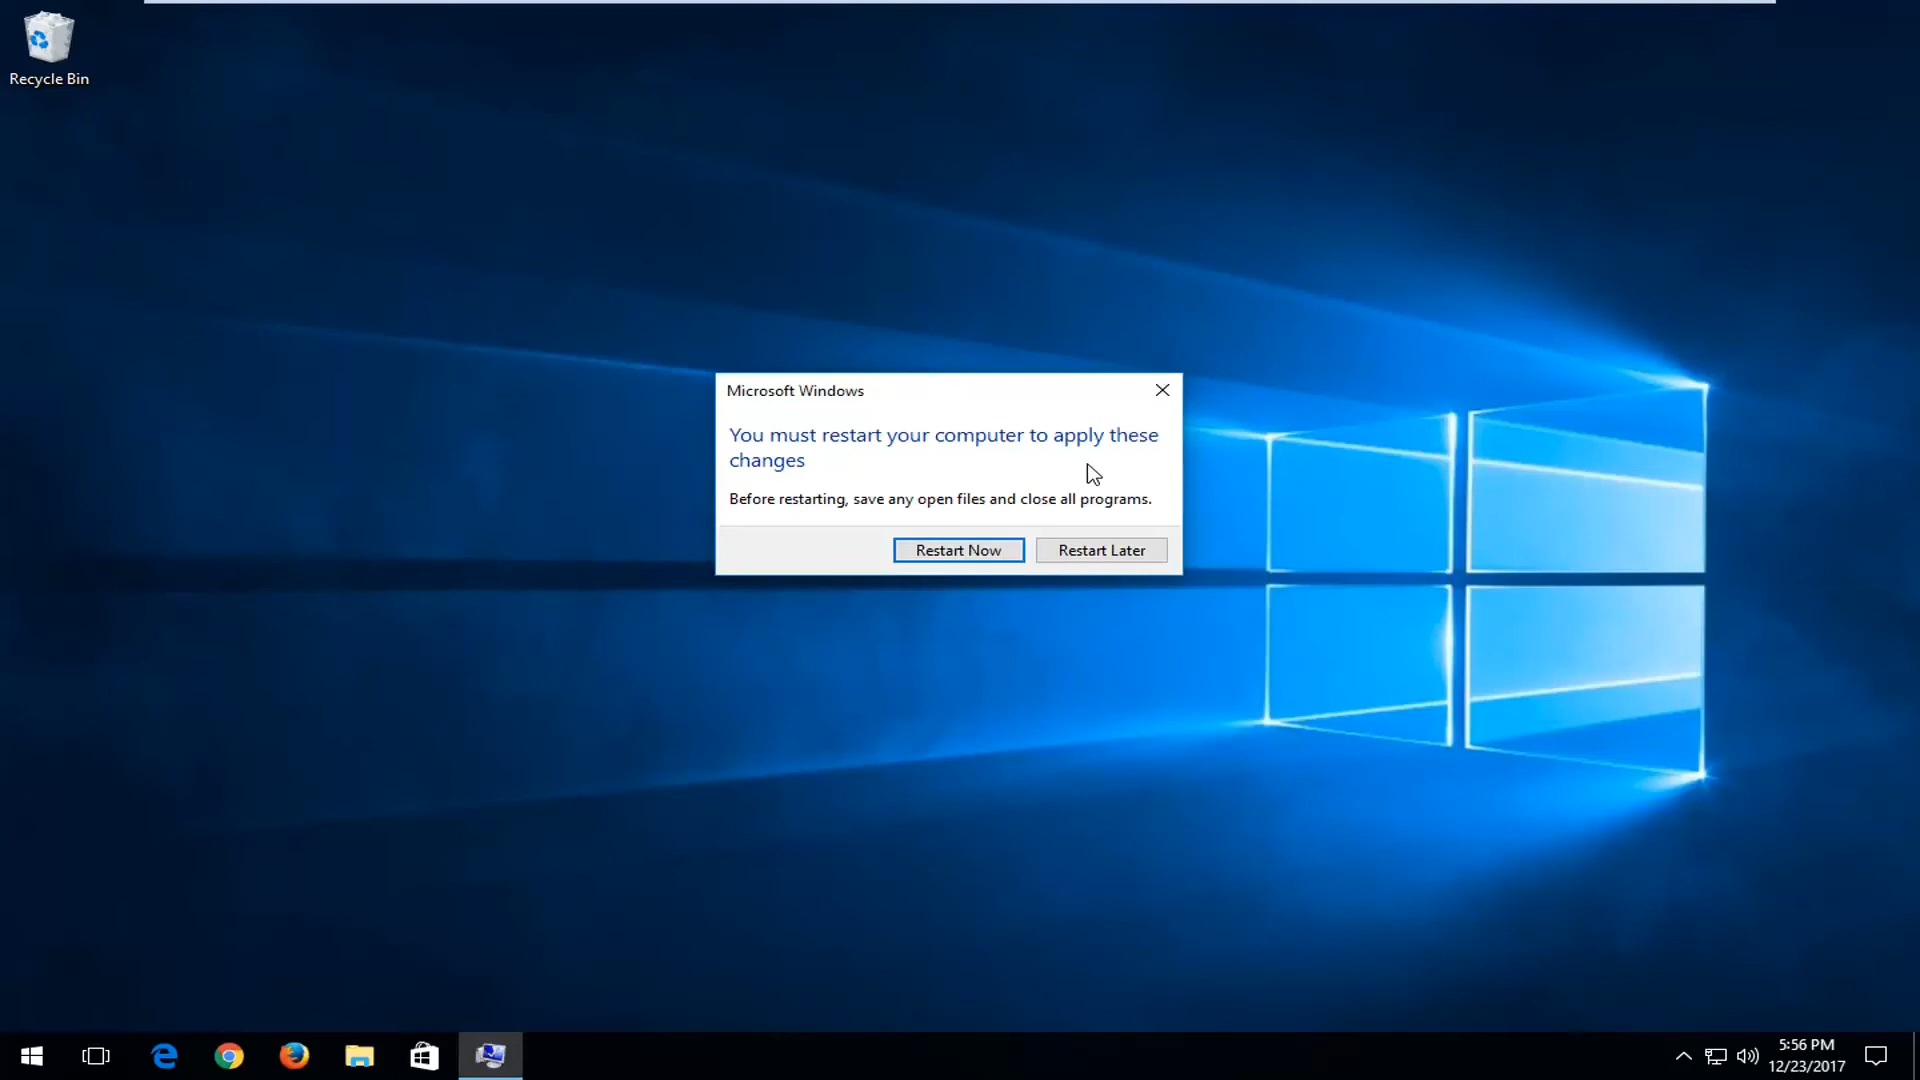 Recycle Bin
Microsoft Windows
You must restart your computer to apply these
changes
Before restarting, save any open files and close all programs.
Restart Now
Restart Later
5:56 PM
12/23/2017